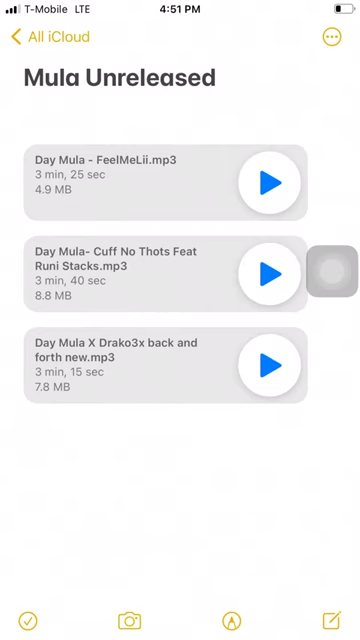 T-Mobile LTE 4:51 PM
All iCloud
Mula Unreleased
Day Mula - FeelMeLii.mp3
3 min, 25 sec
4.9 MB
Day Mula- Cuff No Thots Feat
Runi Stacks.mp3
3 min, 40 sec
8.8 MB
Day Mula X Drako3x back and
forth new.mp3
3 min, 15 sec
7.8 MB